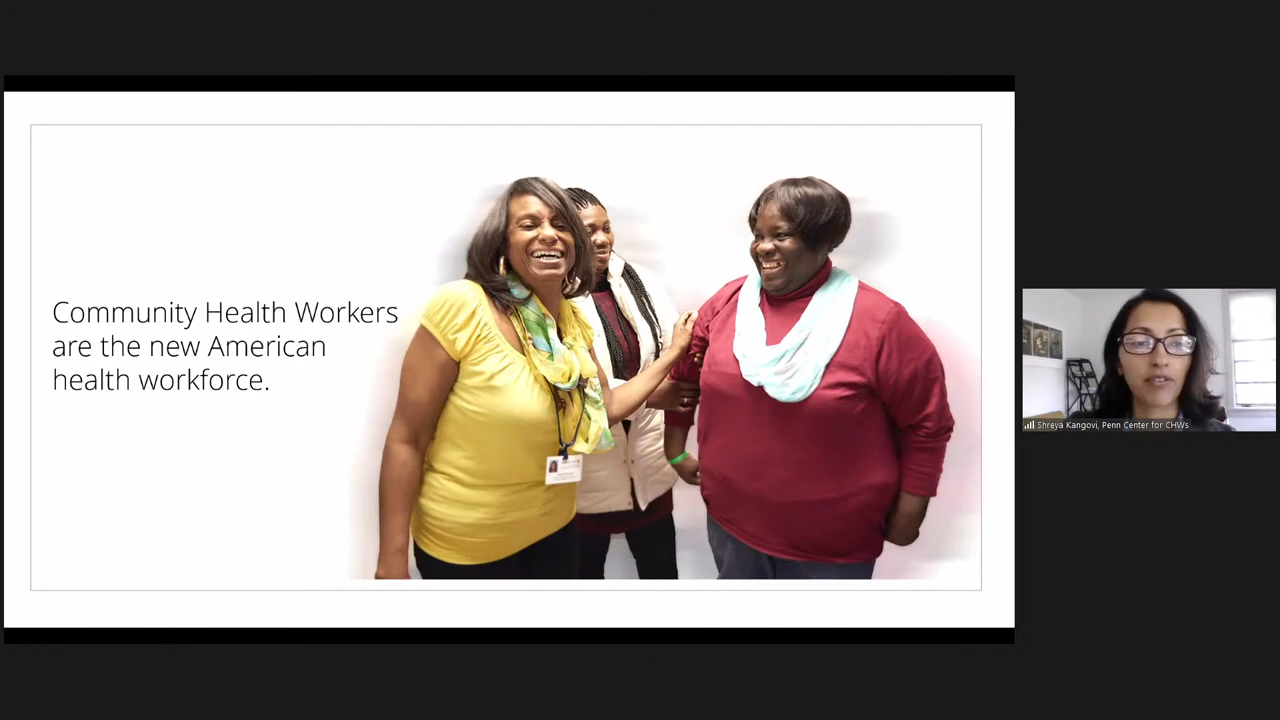 Community Health Workers
are the new American
health workforce.
Shreya Kangovi, Penn Center for CHWs